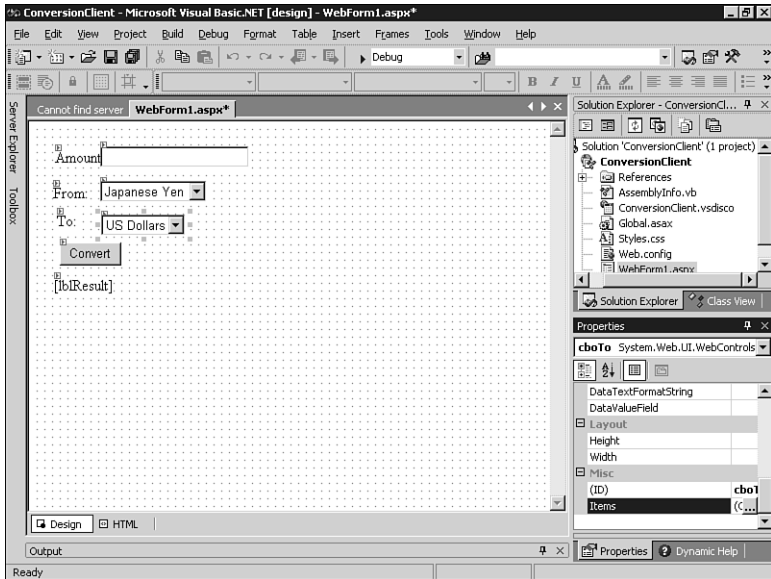 ConversionClient - Microsoft Visual Basic.NET [design] - WebForm1.aspx*
File Edit View Project Build Debug Format Table Insert Frames Tools Window Help
Debug
B I U A
Server Explorer
Toolbox
Cannot find server WebForm1.aspx*
Amount
From: Japanese Yen
To: US Dollars
Convert
[lblResult]
Design HTML
Output
Ready
Solution Explorer - ConversionCl...
Solution 'ConversionClient' (1 project)
ConversionClient
References
AssemblyInfo.vb
ConversionClient.vsdisco
Global.asax
Styles.css
Web.config
WebForm1.aspx
Solution Explorer Class View
Properties
cboTo System.Web.UI.WebControls
DataTextFormatString
DataValueField
Layout
Height
Width
Misc
(ID) cboT
Items (C ...
Properties Dynamic Help